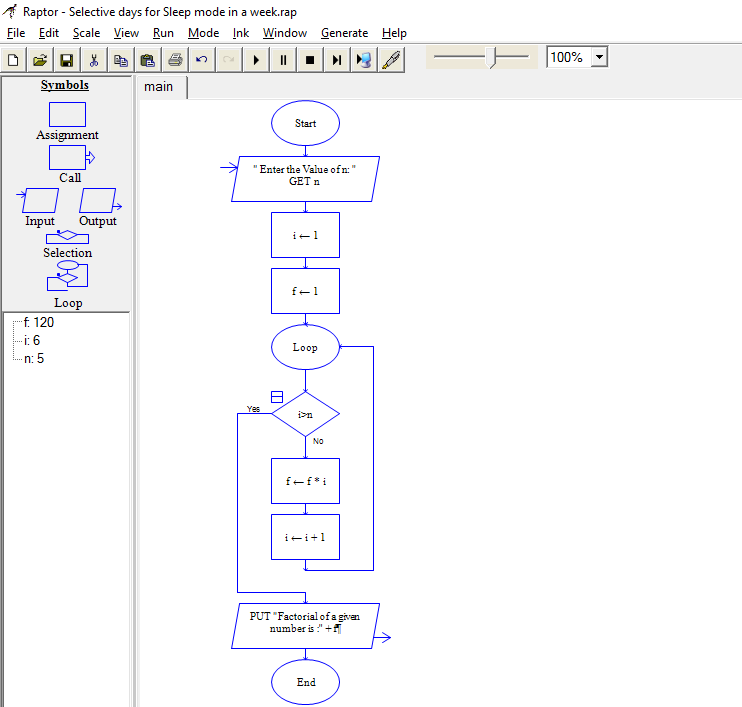 Raptor - Selective days for Sleep mode in a week.rap
File Edit Scale View Run Mode Ink Window Generate Help
100%
Symbols
Assignment
Call
Input Output
Selection
Loop
f: 120
i: 6
n: 5
main
Start
" Enter the Value of n: "
GET n
i ← 1
f ← 1
Loop
Yes
i>n
No
f ← f * i
i ← i + 1
PUT "Factorial of a given
number is :" + f¶
End